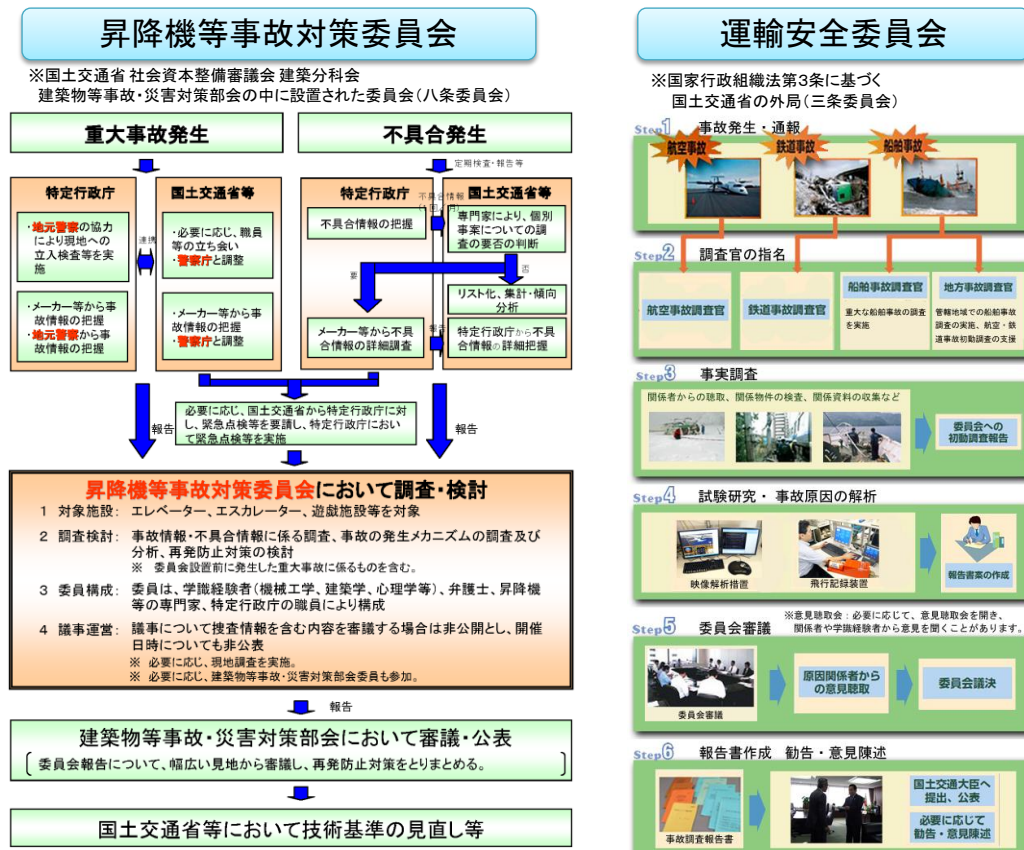 昇降機等事故対策委員会
※国土交通省 社会資本整備審議会 建築分科会
建築物等事故・災害対策部会の中に設置された委員会(八条委員会)
重大事故発生
不具合発生
定期検査・報告等
特定行政庁
国土交通省等
・地元警察の協力
により現地への
立入検査等を実
施
連携
・必要に応じ、職員
等の立ち会い
・警察庁と調整
・メーカー等から事
故情報の把握
・地元警察から事
故情報の把握
・メーカー等から事
故情報の把握
・警察庁と調整
特定行政庁
不具合情報
国土交通省等
不具合情報の把握
専門家により、個別
事案についての調
査の要否の判断
要
否
リスト化、集計・傾向
分析
メーカー等から不具
合情報の詳細調査
報告
特定行政庁から不具
合情報の詳細把握
必要に応じ、国土交通省から特定行政庁に対
し、緊急点検等を要請し、特定行政庁におい
て緊急点検等を実施
報告
報告
昇降機等事故対策委員会において調査・検討
1 対象施設: エレベーター、エスカレーター、遊戯施設等を対象
2 調査検討: 事故情報・不具合情報に係る調査、事故の発生メカニズムの調査及び
分析、再発防止対策の検討
※ 委員会設置前に発生した重大事故に係るものを含む。
3 委員構成: 委員は、学識経験者(機械工学、建築学、心理学等)、弁護士、昇降機
等の専門家、特定行政庁の職員により構成
4 議事運営: 議事について捜査情報を含む内容を審議する場合は非公開とし、開催
日時についても非公表
※ 必要に応じ、現地調査を実施。
※ 必要に応じ、建築物等事故・災害対策部会委員も参加。
報告
建築物等事故・災害対策部会において審議・公表
〔 委員会報告について、幅広い見地から審議し、再発防止対策をとりまとめる。 〕
国土交通省等において技術基準の見直し等
運輸安全委員会
※国家行政組織法第3条に基づく
国土交通省の外局(三条委員会)
Step1 事故発生・通報
航空事故
鉄道事故
船舶事故
Step2 調査官の指名
航空事故調査官
鉄道事故調査官
船舶事故調査官
重大な船舶事故の調査
を実施
地方事故調査官
管轄地域での船舶事故
調査の実施、航空・鉄
道事故初動調査の支援
Step3 事実調査
関係者からの聴取、関係物件の検査、関係資料の収集など
委員会への
初動調査報告
Step4 試験研究・ 事故原因の解析
映像解析措置
飛行記録装置
報告書案の作成
Step5 委員会審議
※意見聴取会:必要に応じて、意見聴取会を開き、
関係者や学識経験者から意見を聞くことがあります。
委員会審議
原因関係者から
の意見聴取
委員会議決
Step6 報告書作成 勧告・意見陳述
事故調査報告書
国土交通大臣へ
提出、公表
必要に応じて
勧告・意見陳述